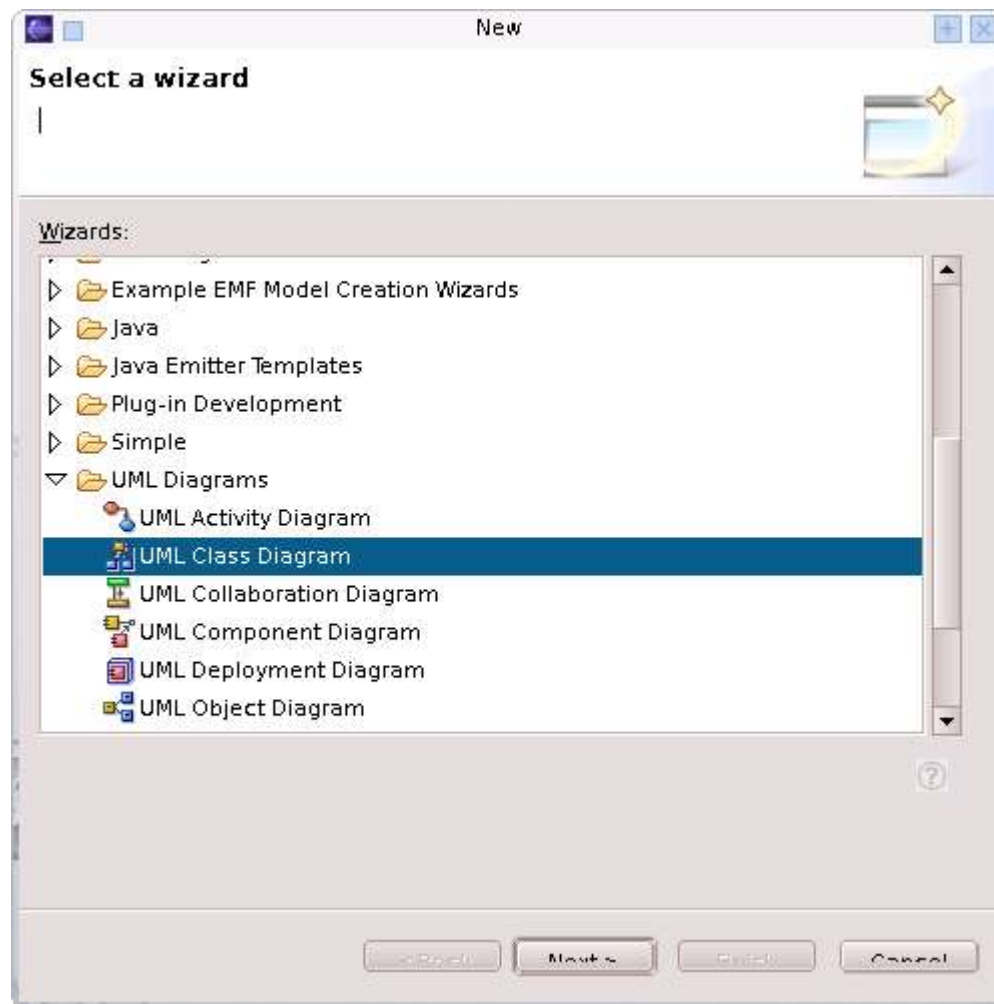 New
Select a wizard
Wizards:
Example EMF Model Creation Wizards
Java
Java Emitter Templates
Plug-in Development
Simple
UML Diagrams
UML Activity Diagram
UML Class Diagram
UML Collaboration Diagram
UML Component Diagram
UML Deployment Diagram
UML Object Diagram
< Back Next > Finish Cancel